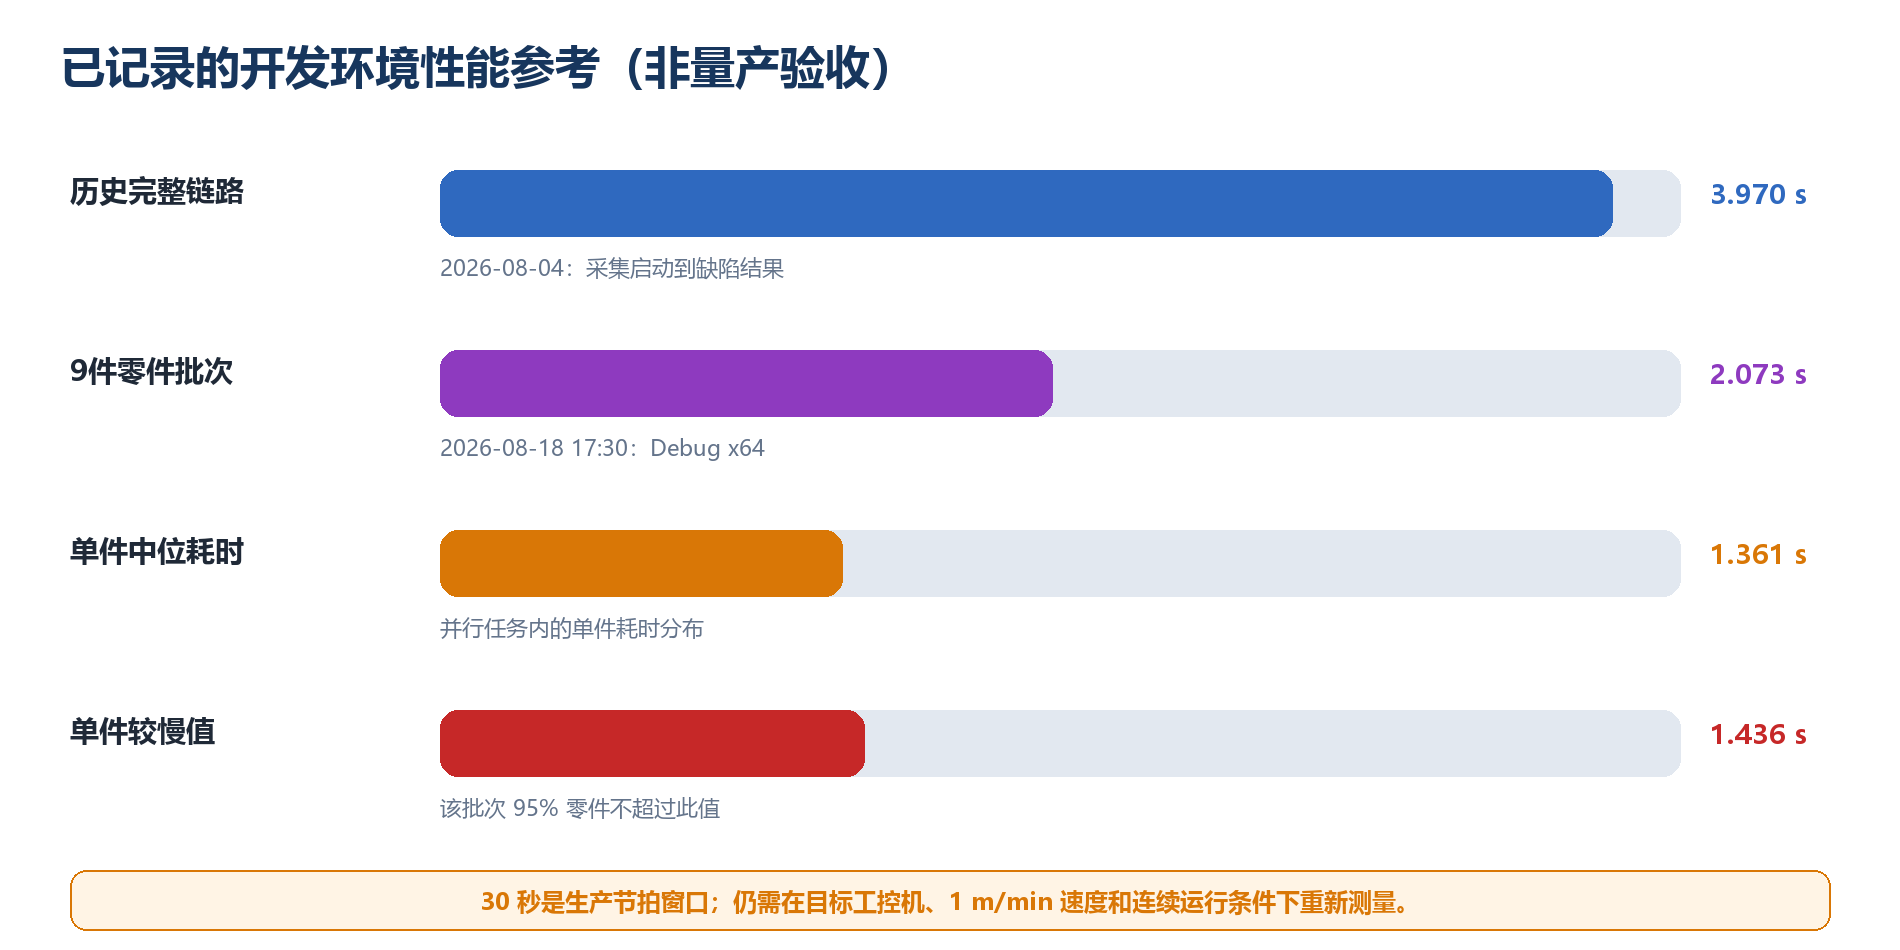 已记录的开发环境性能参考（非量产验收）
历史完整链路
3.970 s
2026-08-04：采集启动到缺陷结果
9件零件批次
2.073 s
2026-08-18 17:30：Debug x64
单件中位耗时
1.361 s
并行任务内的单件耗时分布
单件较慢值
1.436 s
该批次 95% 零件不超过此值
30 秒是生产节拍窗口；仍需在目标工控机、1 m/min 速度和连续运行条件下重新测量。